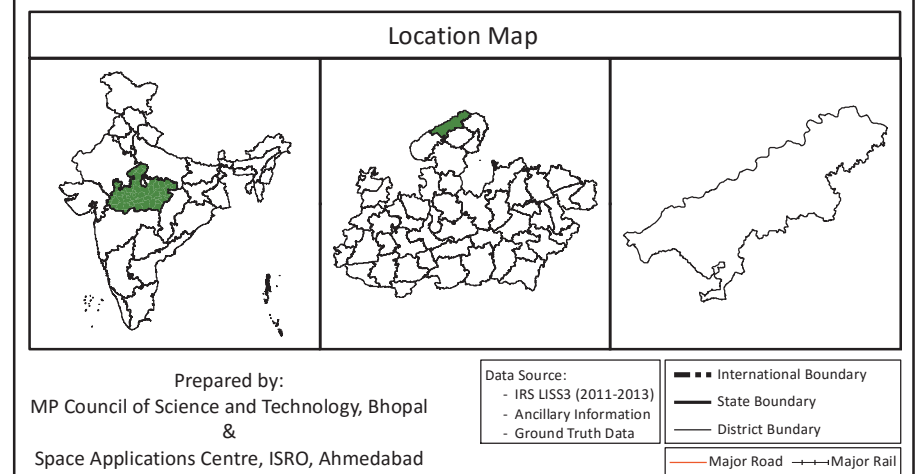 Location Map
Prepared by:
MP Council of Science and Technology, Bhopal
&
Space Applications Centre, ISRO, Ahmedabad
Data Source:
- IRS LISS3 (2011-2013)
- Ancillary Information
- Ground Truth Data
International Boundary
State Boundary
District Bundary
Major Road
Major Rail